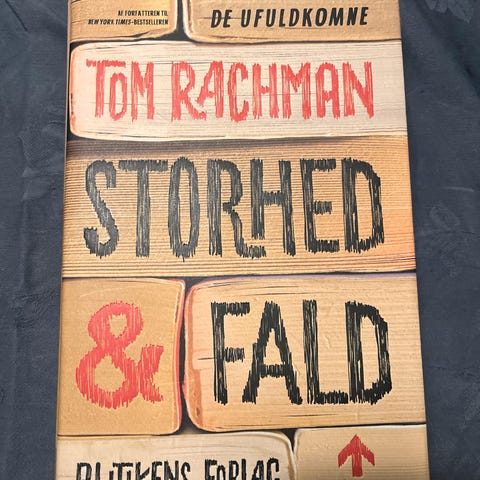 AF FORFATTEREN TIL
NEW YORK TIMES-BESTSELLEREN
DE UFULDKOMNE
TOM RACHMAN
STORHED
& FALD
POLITIKENS FORLAG